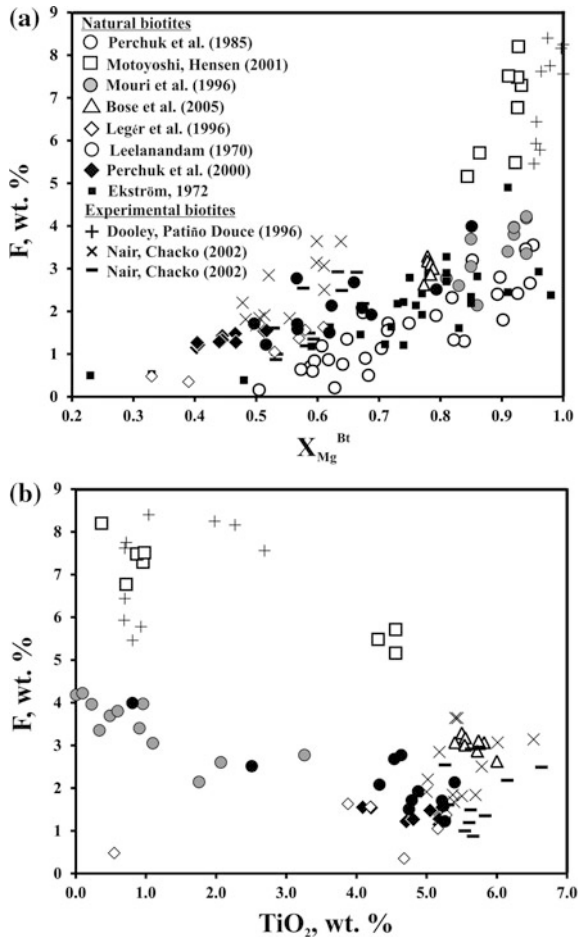 (a)
Natural biotites
Perchuk et al. (1985)
Motoyoshi, Hensen (2001)
Mouri et al. (1996)
Bose et al. (2005)
Legér et al. (1996)
Leelanandam (1970)
Perchuk et al. (2000)
Ekström, 1972
Experimental biotites
Dooley, Patiño Douce (1996)
Nair, Chacko (2002)
Nair, Chacko (2002)
F, wt. %
9
8
7
6
5
4
3
2
1
0
0.2 0.3 0.4 0.5 0.6 0.7 0.8 0.9 1.0
XMg Bt
(b)
F, wt. %
9
8
7
6
5
4
3
2
1
0
0.0 1.0 2.0 3.0 4.0 5.0 6.0 7.0
TiO2, wt. %